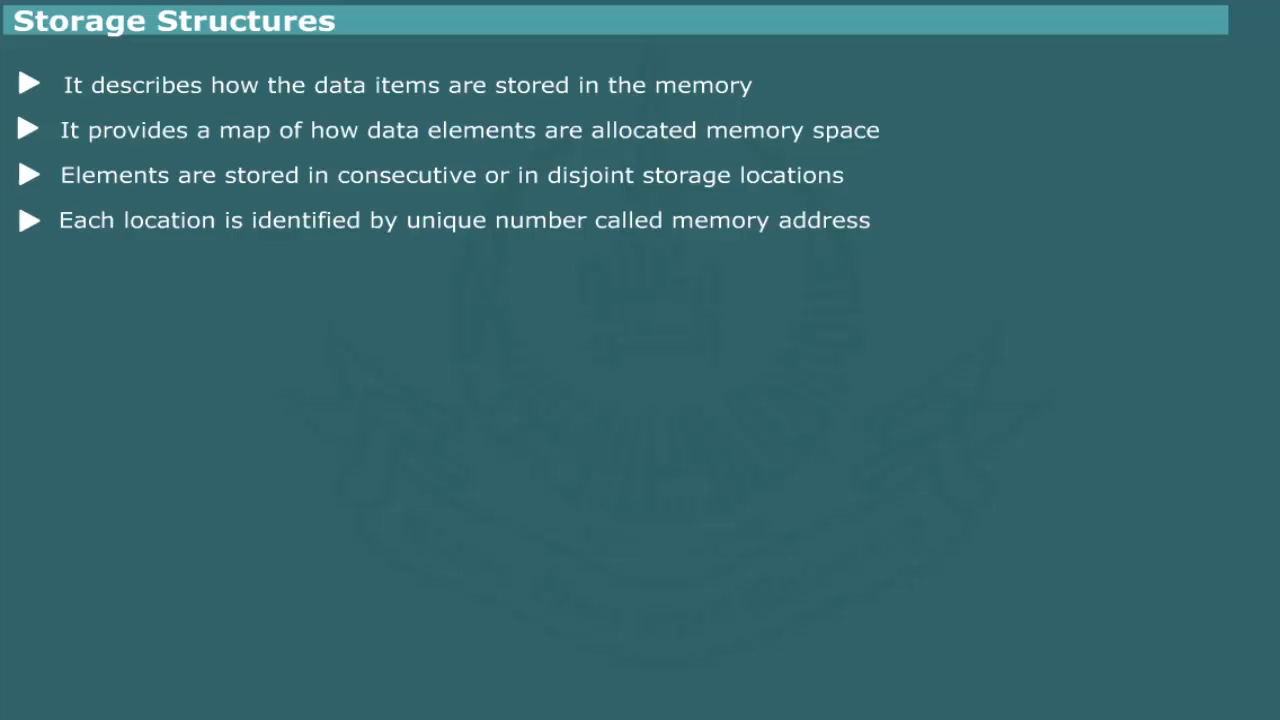 Storage Structures
It describes how the data items are stored in the memory
It provides a map of how data elements are allocated memory space
Elements are stored in consecutive or in disjoint storage locations
Each location is identified by unique number called memory address